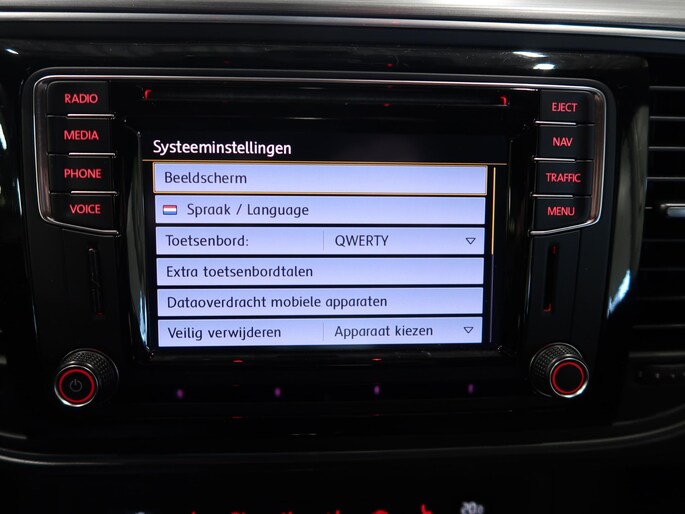 RADIO
MEDIA
PHONE
VOICE
Systeeminstellingen
Beeldscherm
Spraak / Language
Toetsenbord: QWERTY
Extra toetsenbordtalen
Dataoverdracht mobiele apparaten
Veilig verwijderen Apparaat kiezen
EJECT
NAV
TRAFFIC
MENU